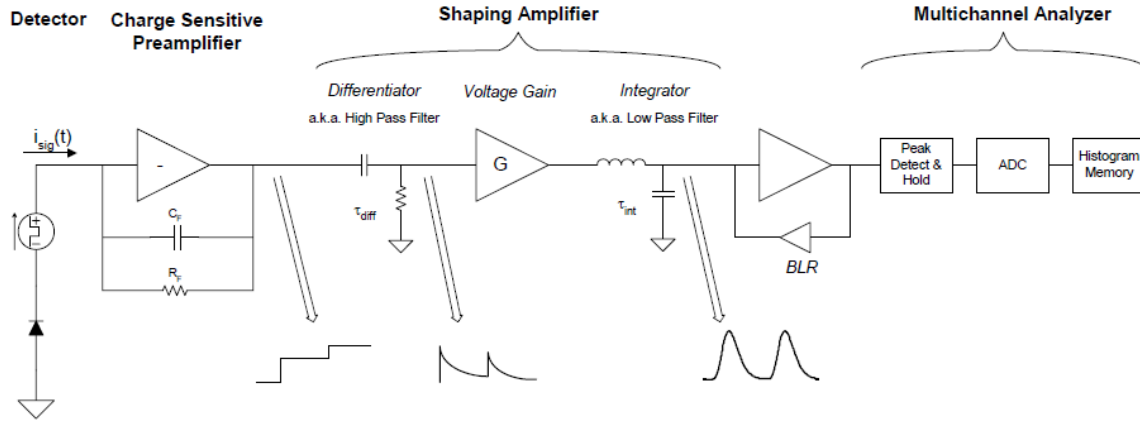 Detector
Charge Sensitive
Preamplifier
Shaping Amplifier
Multichannel Analyzer
Differentiator
a.k.a. High Pass Filter
Voltage Gain
Integrator
a.k.a. Low Pass Filter
i_sig(t)
-
G
C_F
R_F
τ_diff
τ_int
BLR
Peak
Detect &
Hold
ADC
Histogram
Memory